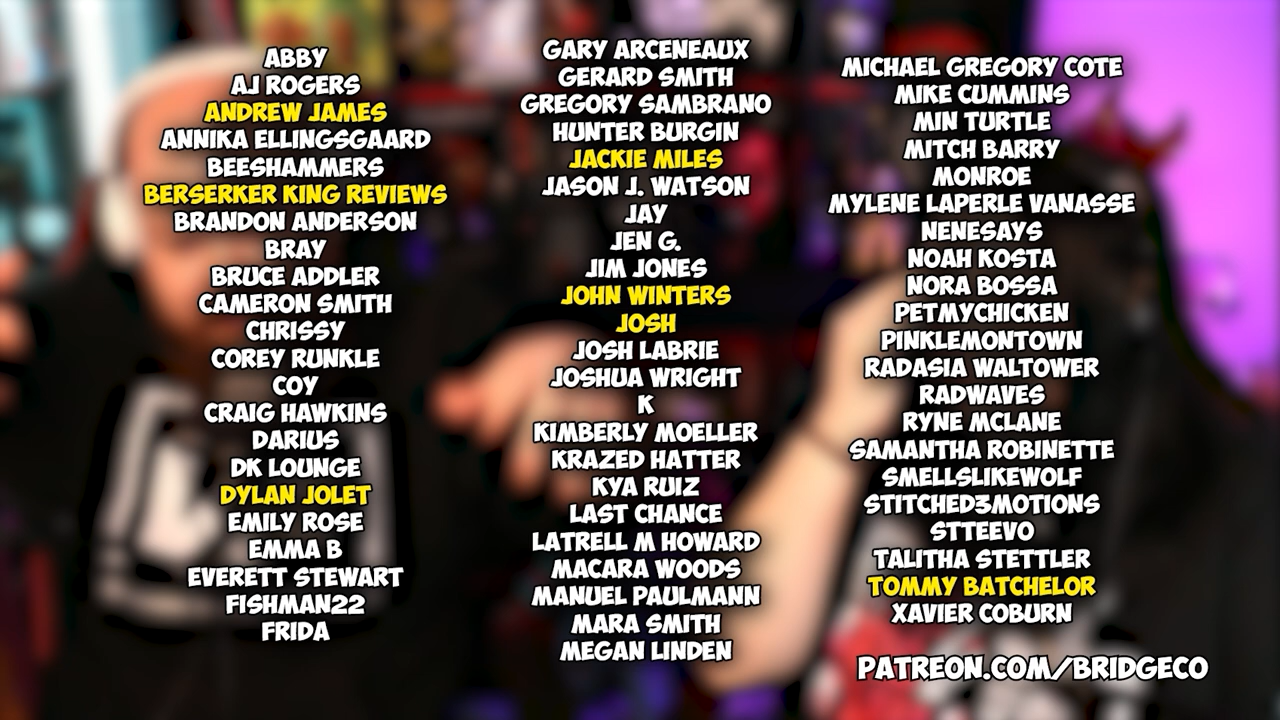 ABBY
AJ ROGERS
ANDREW JAMES
ANNIKA ELLINGSGAARD
BEESHAMMERS
BERSERKER KING REVIEWS
BRANDON ANDERSON
BRAY
BRUCE ADDLER
CAMERON SMITH
CHRISSY
COREY RUNKLE
COY
CRAIG HAWKINS
DARIUS
DK LOUNGE
DYLAN JOLET
EMILY ROSE
EMMA B
EVERETT STEWART
FISHMAN22
FRIDA
GARY ARCENEAUX
GERARD SMITH
GREGORY SAMBRANO
HUNTER BURGIN
JACKIE MILES
JASON J. WATSON
JAY
JEN G.
JIM JONES
JOHN WINTERS
JOSH
JOSH LABRIE
JOSHUA WRIGHT
K
KIMBERLY MOELLER
KRAZED HATTER
KYA RUIZ
LAST CHANCE
LATRELL M HOWARD
MACARA WOODS
MANUEL PAULMANN
MARA SMITH
MEGAN LINDEN
MICHAEL GREGORY COTE
MIKE CUMMINS
MIN TURTLE
MITCH BARRY
MONROE
MYLENE LAPERLE VANASSE
NENESAYS
NOAH KOSTA
NORA BOSSA
PETMYCHICKEN
PINKLEMONTOWN
RADASIA WALTOWER
RADWAVES
RYNE MCLANE
SAMANTHA ROBINETTE
SMELLSLIKEWOLF
STITCHED3MOTIONS
STTEEVO
TALITHA STETTLER
TOMMY BATCHELOR
XAVIER COBURN
PATREON.COM/BRIDGECO